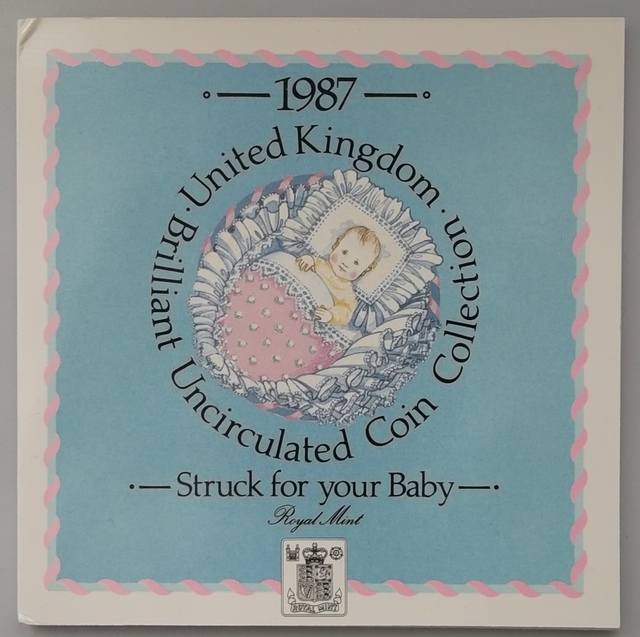 1987
United Kingdom · Brilliant Uncirculated Coin Collection ·
Struck for your Baby
Royal Mint
ROYAL MINT